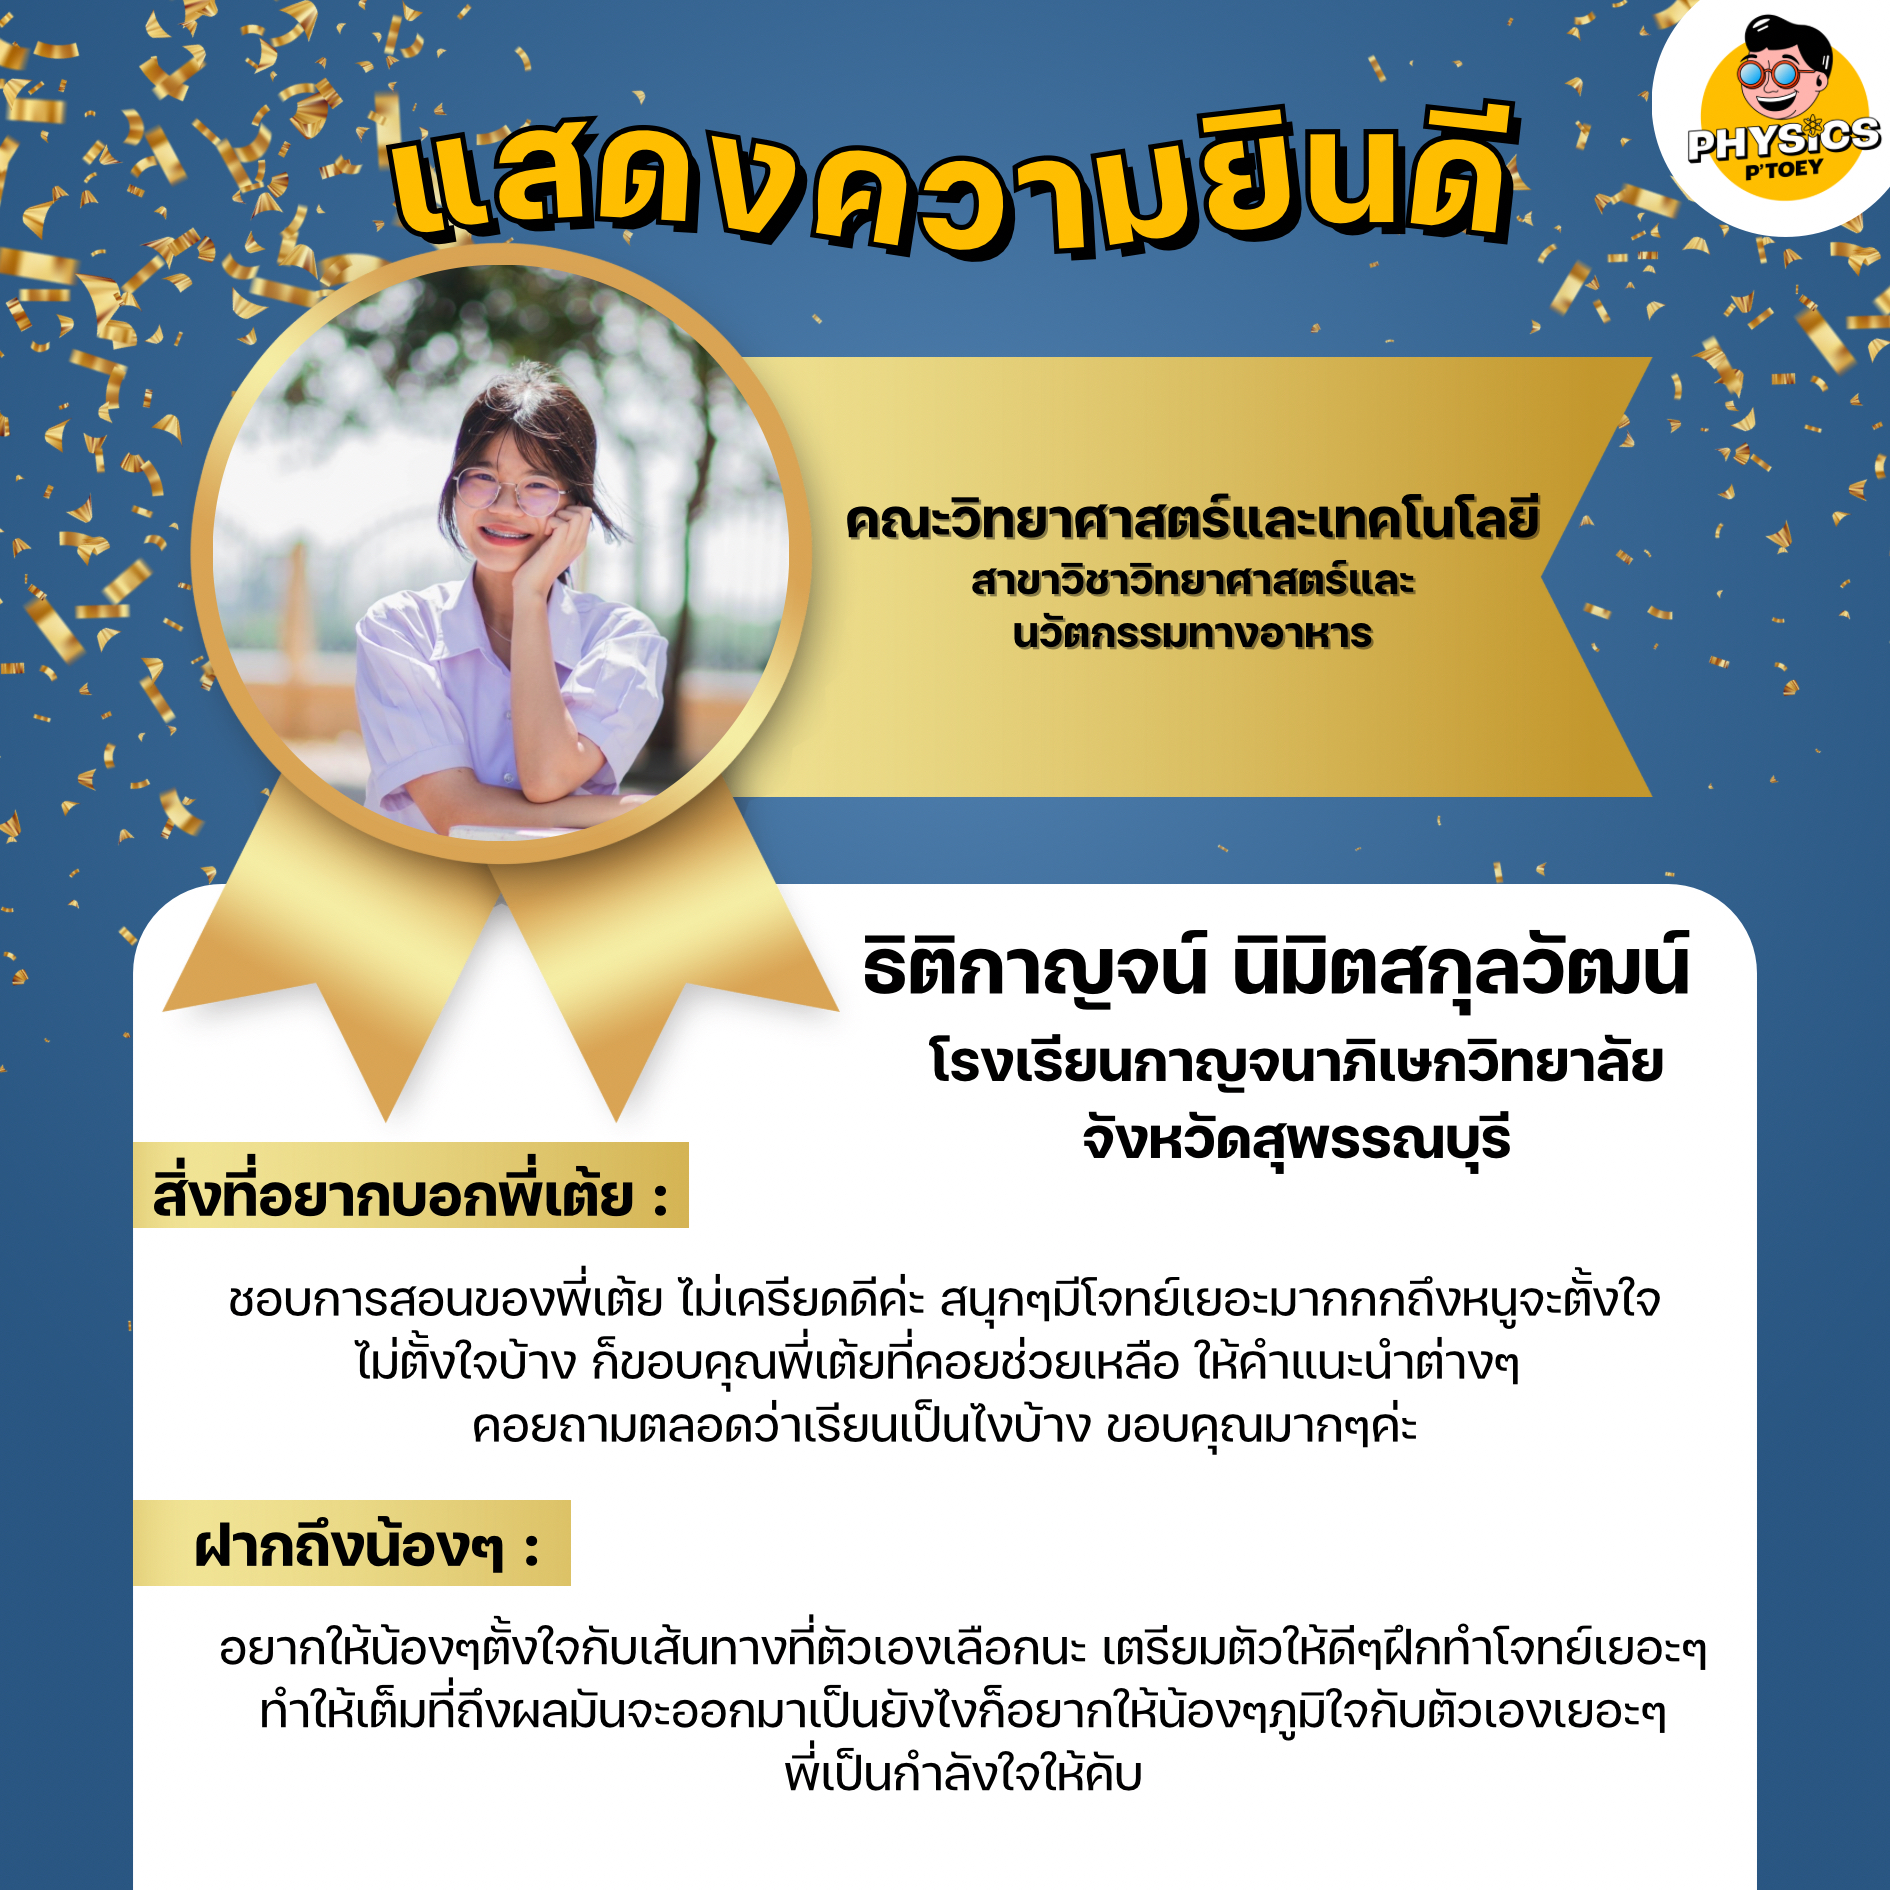 แสดงความยินดี
PHYSICS
P'TOEY
คณะวิทยาศาสตร์และเทคโนโลยี
สาขาวิชาวิทยาศาสตร์และ
นวัตกรรมทางอาหาร
ธิติกาญจน์ นิมิตสกุลวัฒน์
โรงเรียนกาญจนาภิเษกวิทยาลัย
จังหวัดสุพรรณบุรี
สิ่งที่อยากบอกพี่เต้ย :
ชอบการสอนของพี่เต้ย ไม่เครียดดีค่ะ สนุกๆมีโจทย์เยอะมากกกถึงหนูจะตั้งใจ
ไม่ตั้งใจบ้าง ก็ขอบคุณพี่เต้ยที่คอยช่วยเหลือ ให้คำแนะนำต่างๆ
คอยถามตลอดว่าเรียนเป็นไงบ้าง ขอบคุณมากๆค่ะ
ฝากถึงน้องๆ :
อยากให้น้องๆตั้งใจกับเส้นทางที่ตัวเองเลือกนะ เตรียมตัวให้ดีๆฝึกทำโจทย์เยอะๆ
ทำให้เต็มที่ถึงผลมันจะออกมาเป็นยังไงก็อยากให้น้องๆภูมิใจกับตัวเองเยอะๆ
พี่เป็นกำลังใจให้คับ